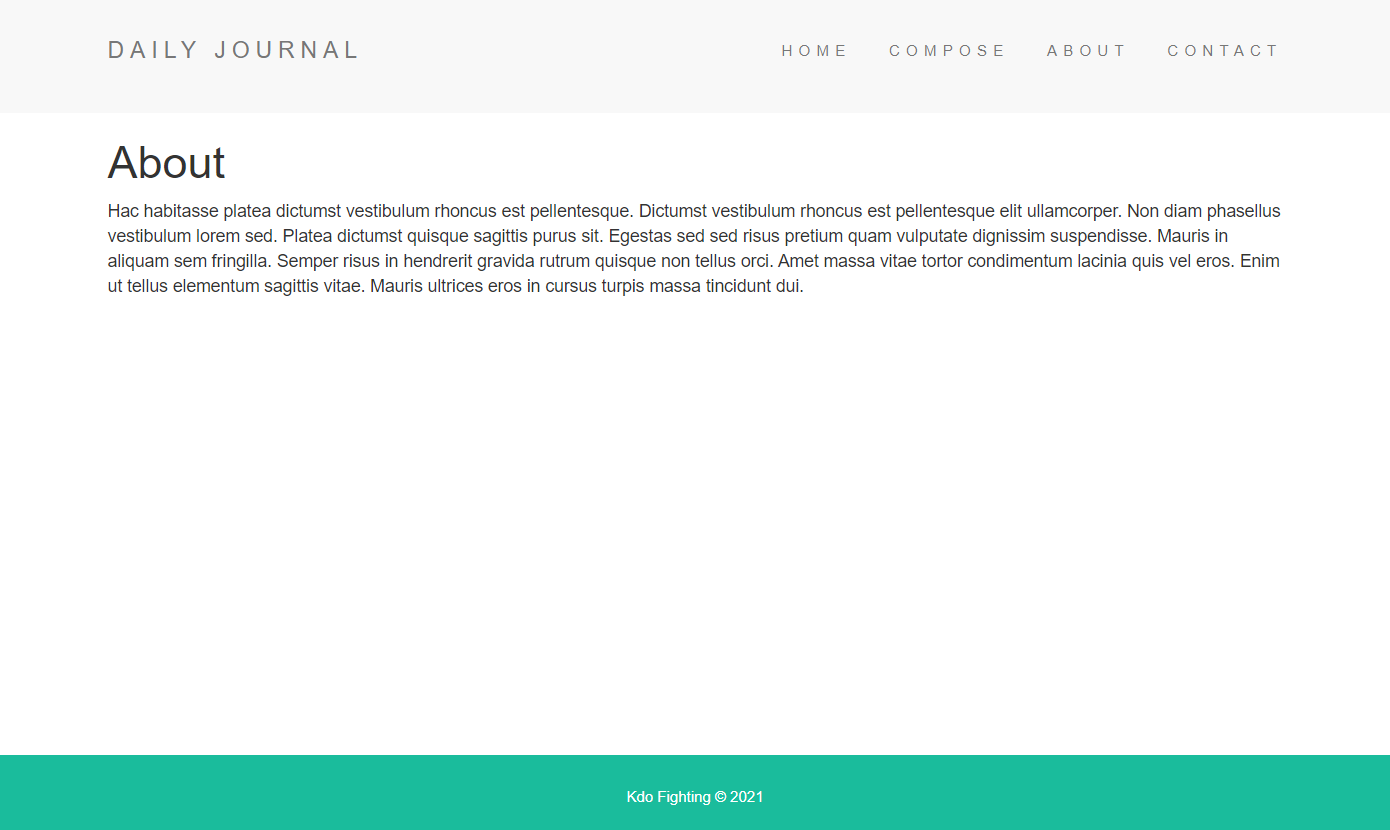 DAILY JOURNAL
HOME COMPOSE ABOUT CONTACT
About
Hac habitasse platea dictumst vestibulum rhoncus est pellentesque. Dictumst vestibulum rhoncus est pellentesque elit ullamcorper. Non diam phasellus
vestibulum lorem sed. Platea dictumst quisque sagittis purus sit. Egestas sed sed risus pretium quam vulputate dignissim suspendisse. Mauris in
aliquam sem fringilla. Semper risus in hendrerit gravida rutrum quisque non tellus orci. Amet massa vitae tortor condimentum lacinia quis vel eros. Enim
ut tellus elementum sagittis vitae. Mauris ultrices eros in cursus turpis massa tincidunt dui.
Kdo Fighting © 2021